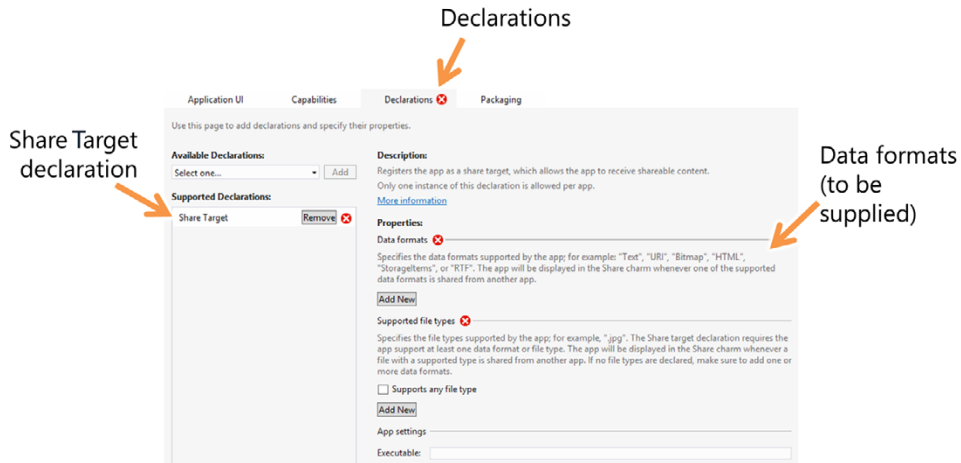 Declarations
Application UI
Capabilities
Declarations
Packaging
Use this page to add declarations and specify their properties.
Share Target
declaration
Available Declarations:
Select one...
Add
Supported Declarations:
Share Target
Remove
Description:
Registers the app as a share target, which allows the app to receive shareable content.
Only one instance of this declaration is allowed per app.
More information
Properties:
Data formats
Specifies the data formats supported by the app; for example: "Text", "URI", "Bitmap", "HTML",
"StorageItems", or "RTF". The app will be displayed in the Share charm whenever one of the supported
data formats is shared from another app.
Add New
Supported file types
Specifies the file types supported by the app; for example, ".jpg". The Share target declaration requires the
app support at least one data format or file type. The app will be displayed in the Share charm whenever a
file with a supported type is shared from another app. If no file types are declared, make sure to add one or
more data formats.
Supports any file type
Add New
App settings
Executable:
Data formats
(to be
supplied)